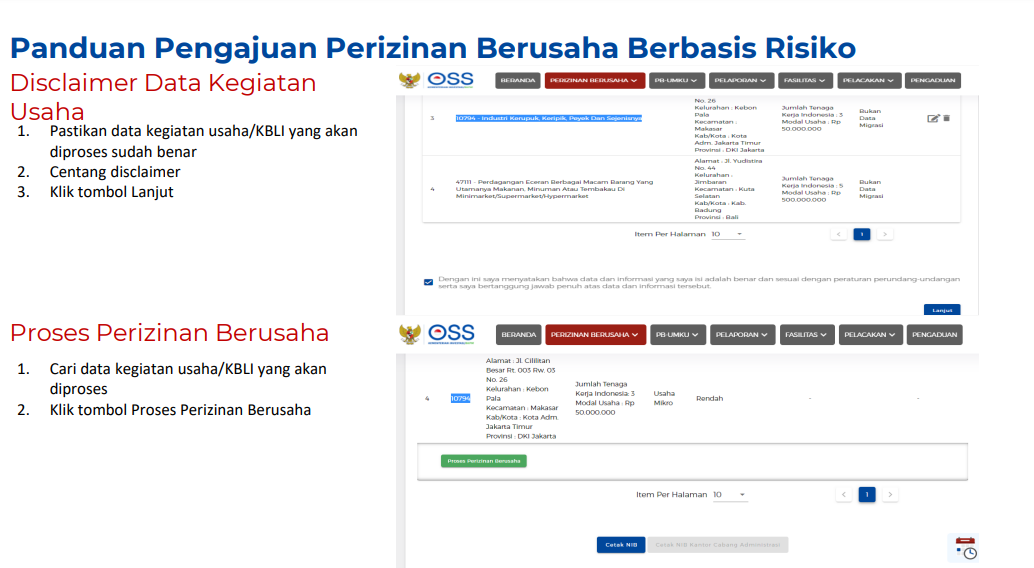 Panduan Pengajuan Perizinan Berusaha Berbasis Risiko
Disclaimer Data Kegiatan
Usaha
1. Pastikan data kegiatan usaha/KBLI yang akan
diproses sudah benar
2. Centang disclaimer
3. Klik tombol Lanjut
OSS
BERANDA
PERIZINAN BERUSAHA
PB-UMKU
PELAPORAN
FASILITAS
PELACAKAN
PENGADUAN
3
10794 - Industri Kerupuk, Keripik, Peyek Dan Sejenisnya
No. 26
Kelurahan : Kebon
Pala
Kecamatan :
Makasar
Kab/Kota : Kota
Adm. Jakarta Timur
Provinsi : DKI Jakarta
Jumlah Tenaga
Kerja Indonesia : 3
Modal Usaha : Rp
50.000.000
Bukan
Data
Migrasi
4
47111 - Perdagangan Eceran Berbagai Macam Barang Yang
Utamanya Makanan, Minuman Atau Tembakau Di
Minimarket/Supermarket/Hypermarket
Alamat : Jl. Yudistira
No. 44
Kelurahan :
Jimbaran
Kecamatan : Kuta
Selatan
Kab/Kota : Kab.
Badung
Provinsi : Bali
Jumlah Tenaga
Kerja Indonesia : 5
Modal Usaha : Rp
500.000.000
Bukan
Data
Migrasi
Item Per Halaman 10
< 1 >
Dengan ini saya menyatakan bahwa data dan informasi yang saya isi adalah benar dan sesuai dengan peraturan perundang-undangan
serta saya bertanggung jawab penuh atas data dan informasi tersebut.
Lanjut
Proses Perizinan Berusaha
1. Cari data kegiatan usaha/KBLI yang akan
diproses
2. Klik tombol Proses Perizinan Berusaha
OSS
BERANDA
PERIZINAN BERUSAHA
PB-UMKU
PELAPORAN
FASILITAS
PELACAKAN
PENGADUAN
4
10794
Alamat : Jl. Cililitan
Besar Rt. 003 Rw. 03
No. 26
Kelurahan : Kebon
Pala
Kecamatan : Makasar
Kab/Kota : Kota Adm.
Jakarta Timur
Provinsi : DKI Jakarta
Jumlah Tenaga
Kerja Indonesia: 3
Modal Usaha : Rp
50.000.000
Usaha
Mikro
Rendah
-
-
Proses Perizinan Berusaha
Item Per Halaman 10
< 1 >
Cetak NIB
Cetak NIB Kantor Cabang Administrasi